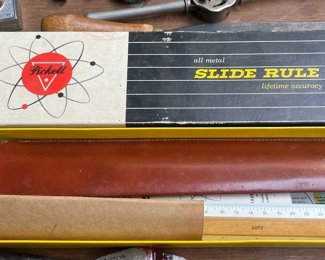 Pickett
all metal
SLIDE RULE
lifetime accuracy